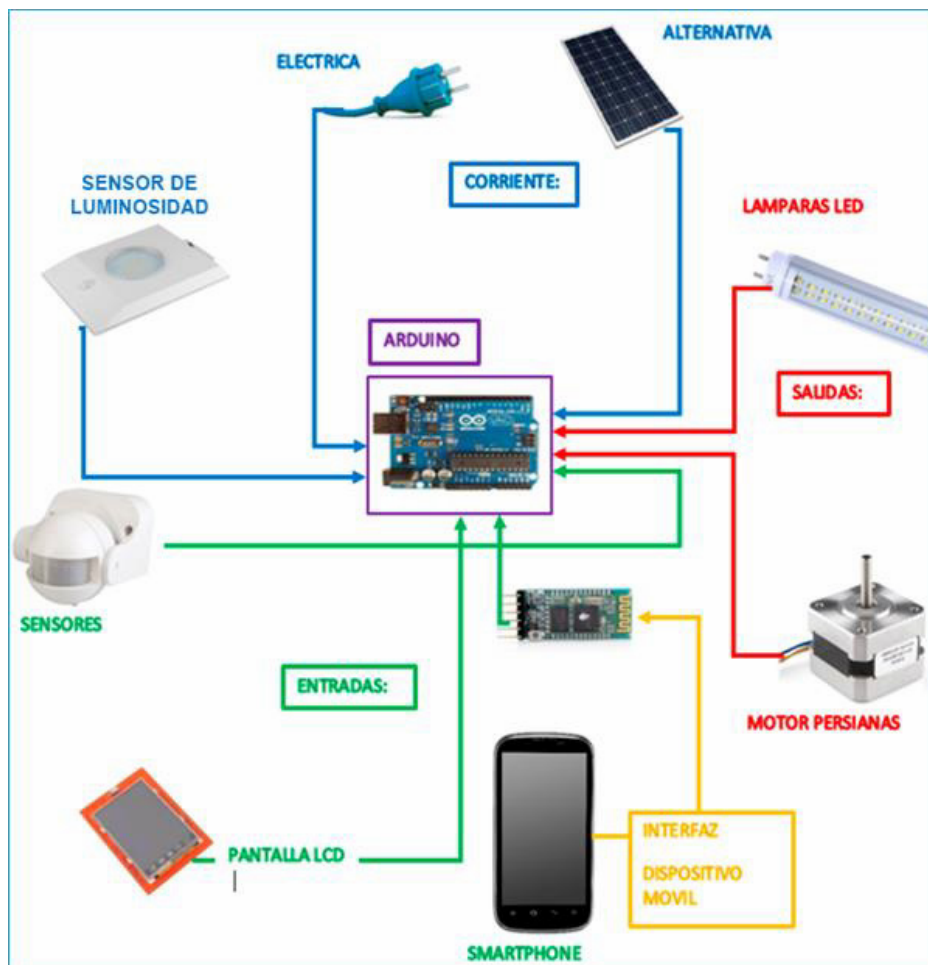 ALTERNATIVA
ELECTRICA
CORRIENTE:
SENSOR DE
LUMINOSIDAD
LAMPARAS LED
ARDUINO
SALIDAS:
SENSORES
ENTRADAS:
MOTOR PERSIANAS
INTERFAZ
PANTALLA LCD
DISPOSITIVO
MOVIL
SMARTPHONE